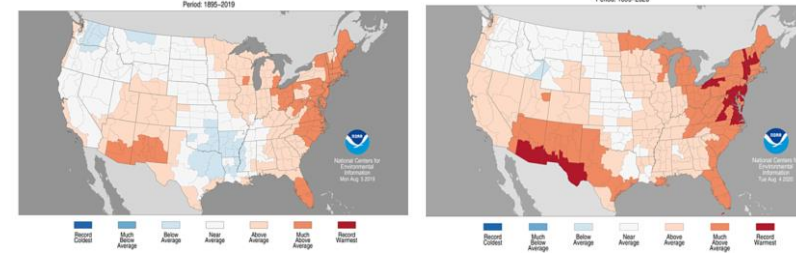 Period: 1895–2019
NOAA
National Centers for
Environmental
Information
Mon Aug 5 2019
Record
Coldest
Much
Below
Average
Below
Average
Near
Average
Above
Average
Much
Above
Average
Record
Warmest
NOAA
National Centers for
Environmental
Information
Tue Aug 4 2020
Record
Coldest
Much
Below
Average
Below
Average
Near
Average
Above
Average
Much
Above
Average
Record
Warmest